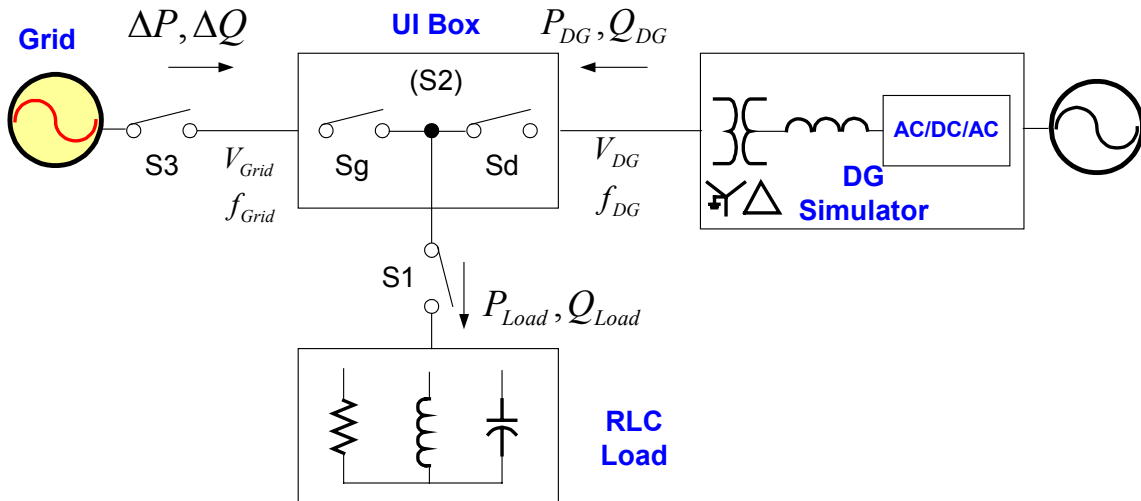 Grid
ΔP, ΔQ
UI Box
P_DG, Q_DG
(S2)
S3
Sg
Sd
V_Grid
f_Grid
V_DG
f_DG
AC/DC/AC
DG
Simulator
S1
P_Load, Q_Load
RLC
Load